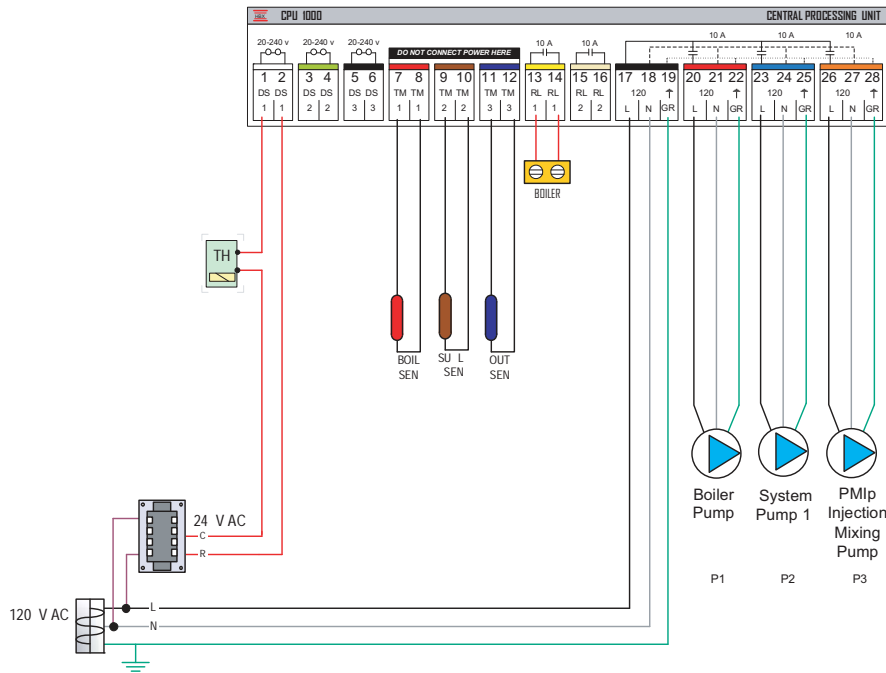 HBX CPU 1000 CENTRAL PROCESSING UNIT
20-240 v 20-240 v 20-240 v DO NOT CONNECT POWER HERE 10 A 10 A 10 A 10 A 10 A
1 2 3 4 5 6 7 8 9 10 11 12 13 14 15 16 17 18 19 20 21 22 23 24 25 26 27 28
DS DS DS DS DS DS TM TM TM TM TM TM RL RL RL RL 120 120 120 120
1 1 2 2 3 3 1 1 2 2 3 3 1 1 2 2 L N GR L N GR L N GR L N GR
BOILER
TH
BOIL SEN
SU L SEN
OUT SEN
Boiler Pump
System Pump 1
PMIp Injection Mixing Pump
P1 P2 P3
24 V AC
C
R
120 V AC
L
N